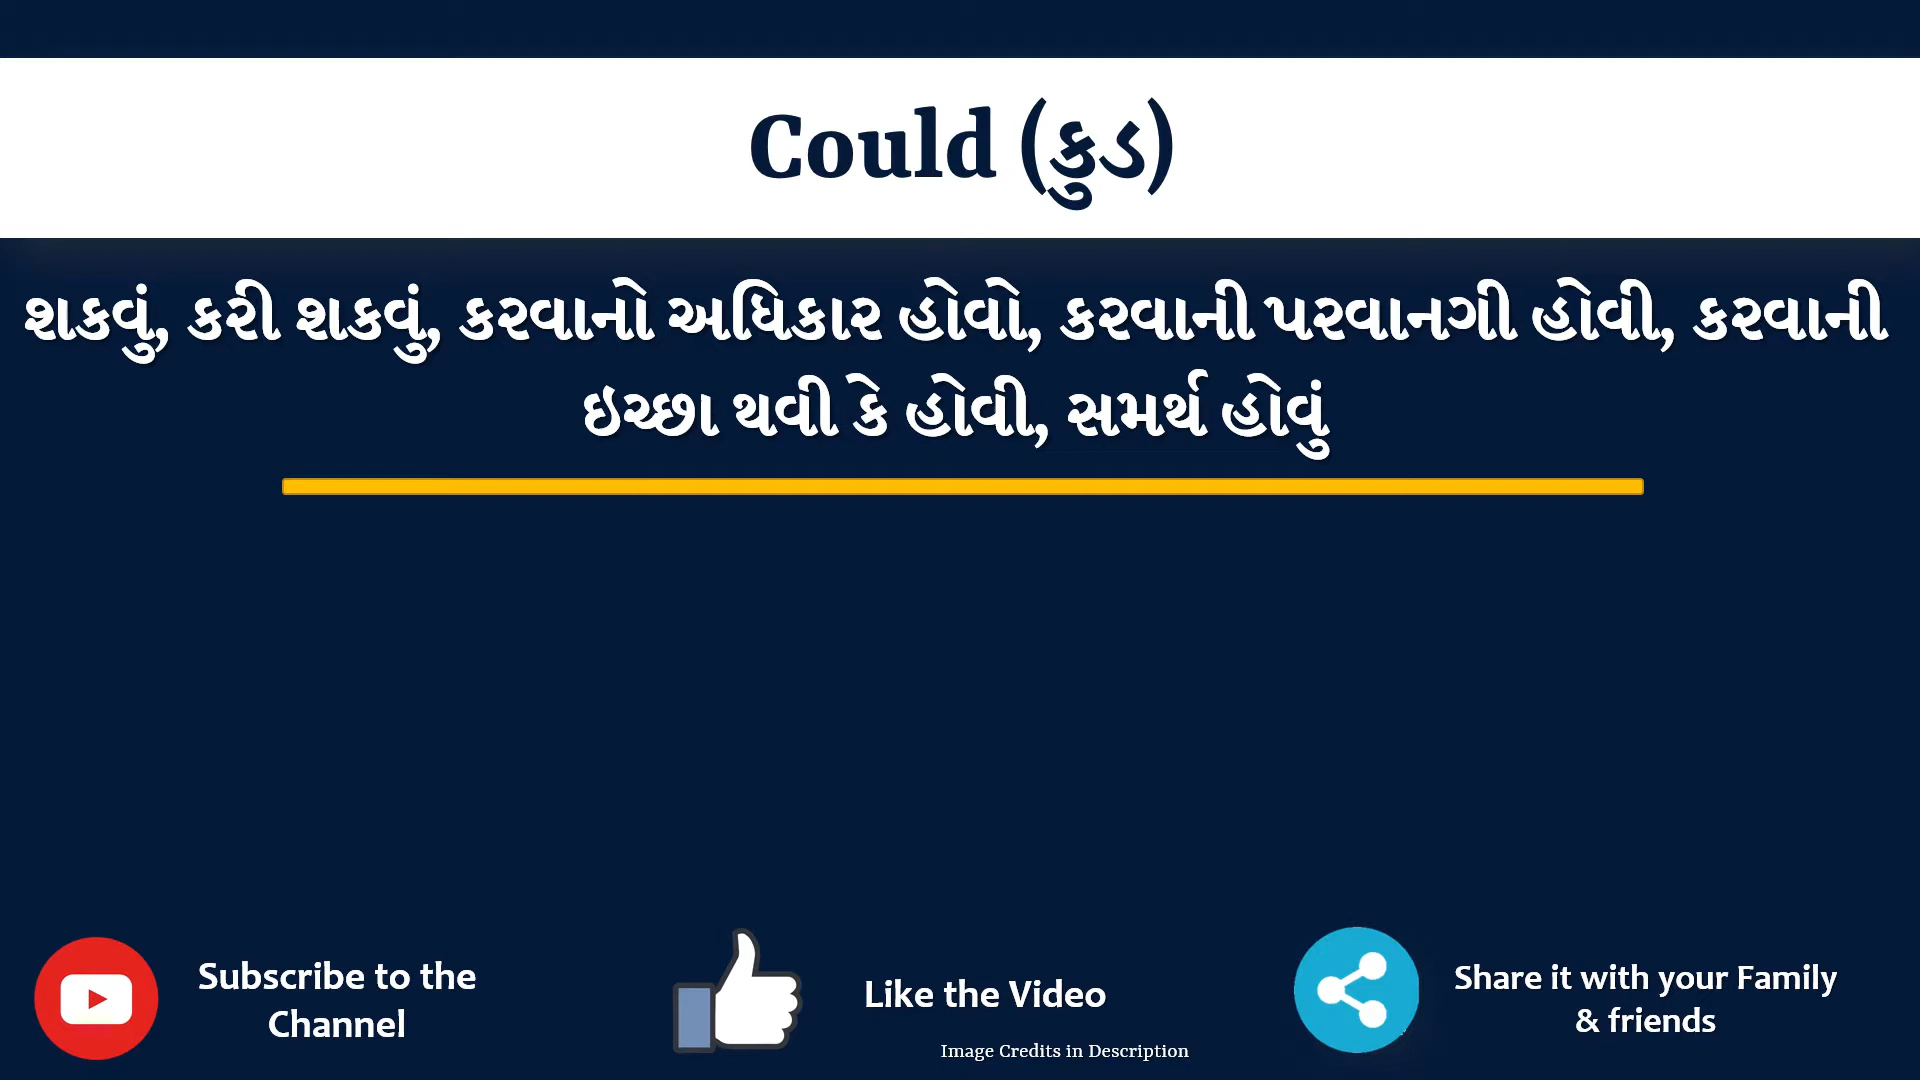 Could (કુડ)
શકવું, કરી શકવું, કરવાનો અધિકાર હોવો, કરવાની પરવાનગી હોવી, કરવાની
ઇચ્છા થવી કે હોવી, સમર્થ હોવું
Subscribe to the
Channel
Like the Video
Share it with your Family
& friends
Image Credits in Description